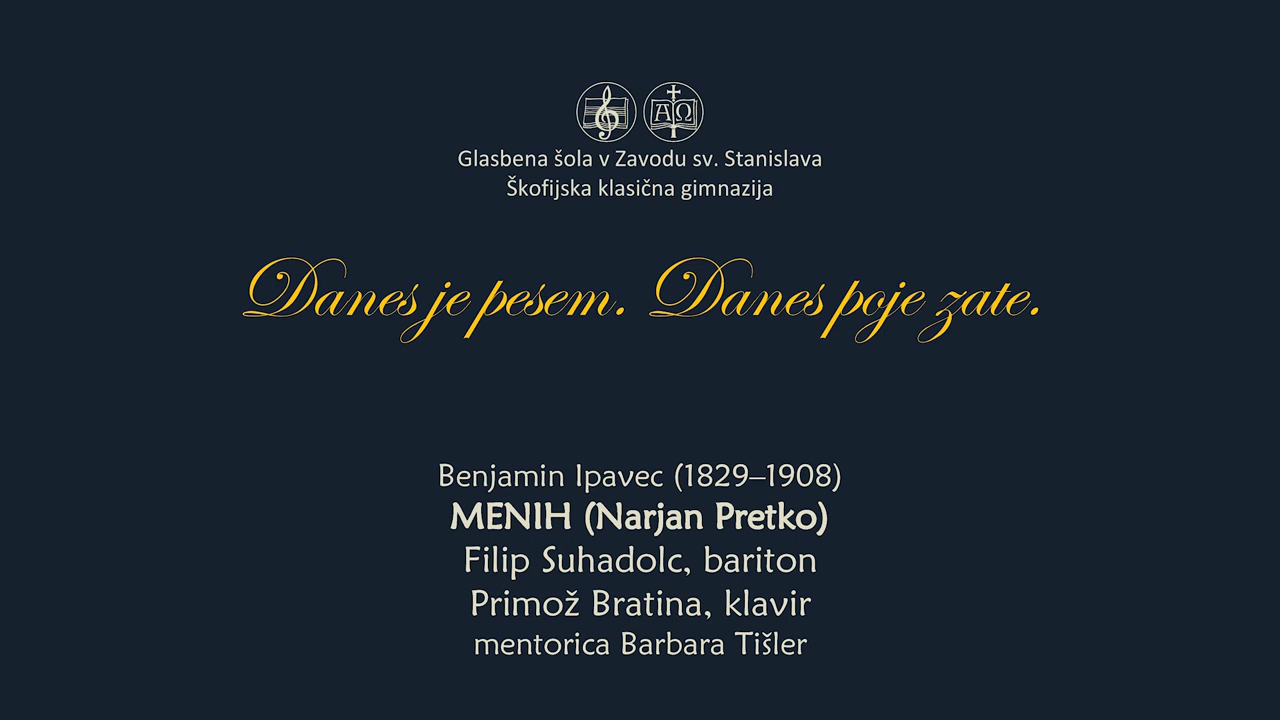 AΩ
Glasbena šola v Zavodu sv. Stanislava
Škofijska klasična gimnazija
Danes je pesem. Danes poje zate.
Benjamin Ipavec (1829–1908)
MENIH (Narjan Pretko)
Filip Suhadolc, bariton
Primož Bratina, klavir
mentorica Barbara Tišler